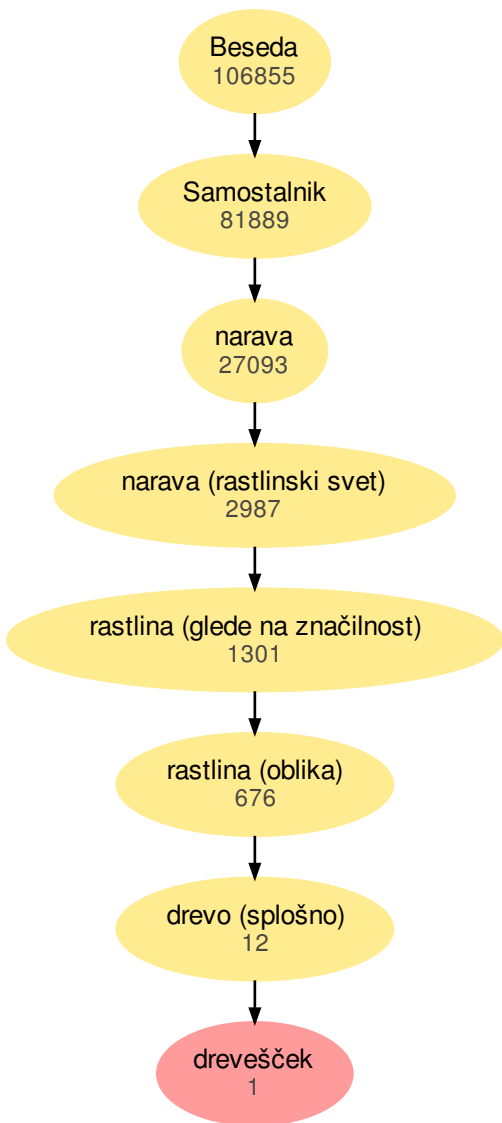 Beseda
106855
Samostalnik
81889
narava
27093
narava (rastlinski svet)
2987
rastlina (glede na značilnost)
1301
rastlina (oblika)
676
drevo (splošno)
12
drevešček
1